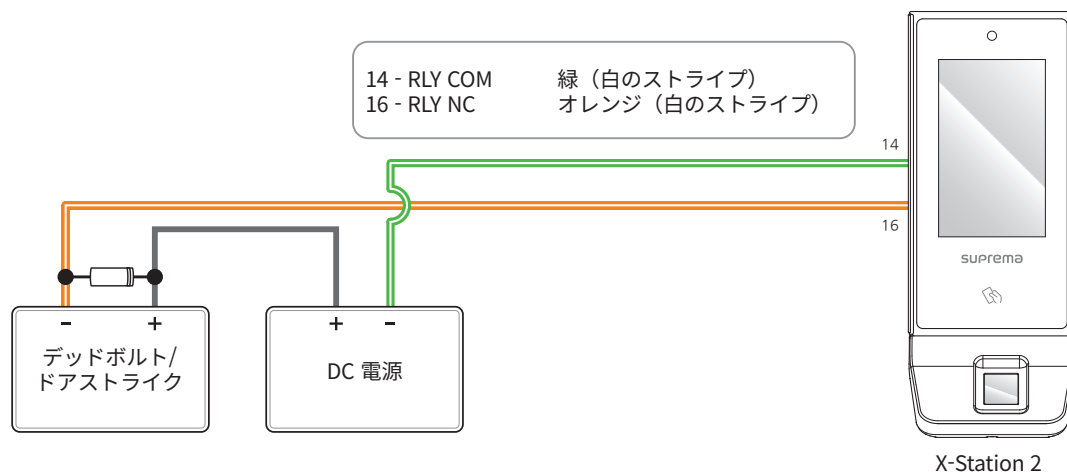 14 - RLY COM 緑（白のストライプ）
16 - RLY NC オレンジ（白のストライプ）
14
16
suprema
- +
デッドボルト/
ドアストライク
+ -
DC 電源
X-Station 2